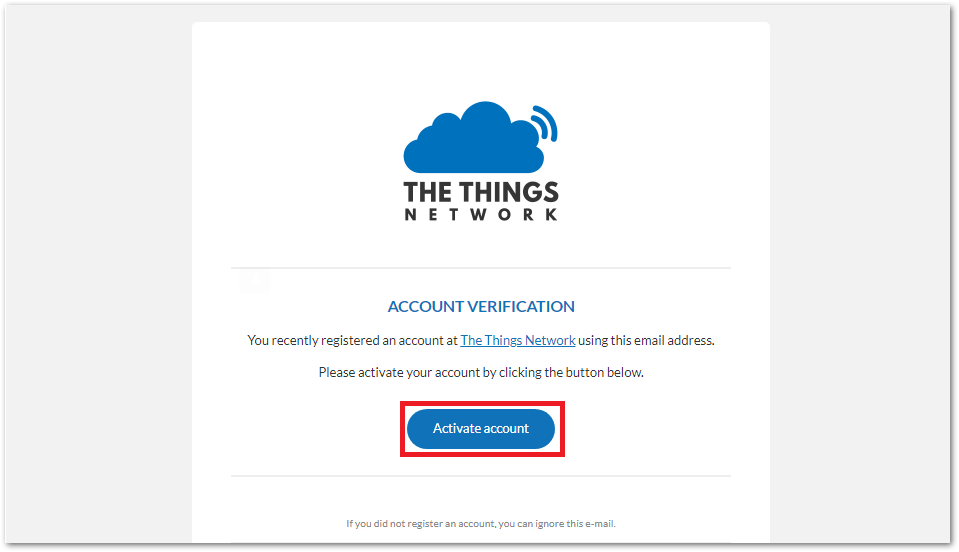 THE THINGS
NETWORK
ACCOUNT VERIFICATION
You recently registered an account at The Things Network using this email address.
Please activate your account by clicking the button below.
Activate account
If you did not register an account, you can ignore this e-mail.